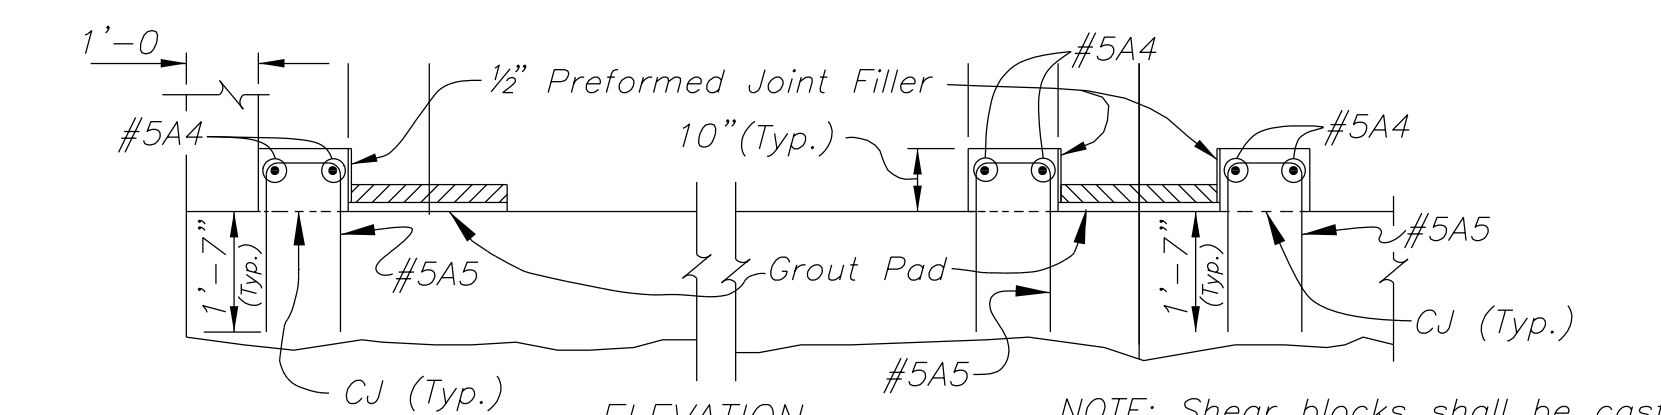 1'-0
#5A4
½" Preformed Joint Filler
#5A4
10"(Typ.)
#5A4
1'-7"
(Typ.)
#5A5
Grout Pad
1'-7"
(Typ.)
#5A5
CJ (Typ.)
#5A5
CJ (Typ.)
ELEVATION
NOTE: Shear blocks shall be cast